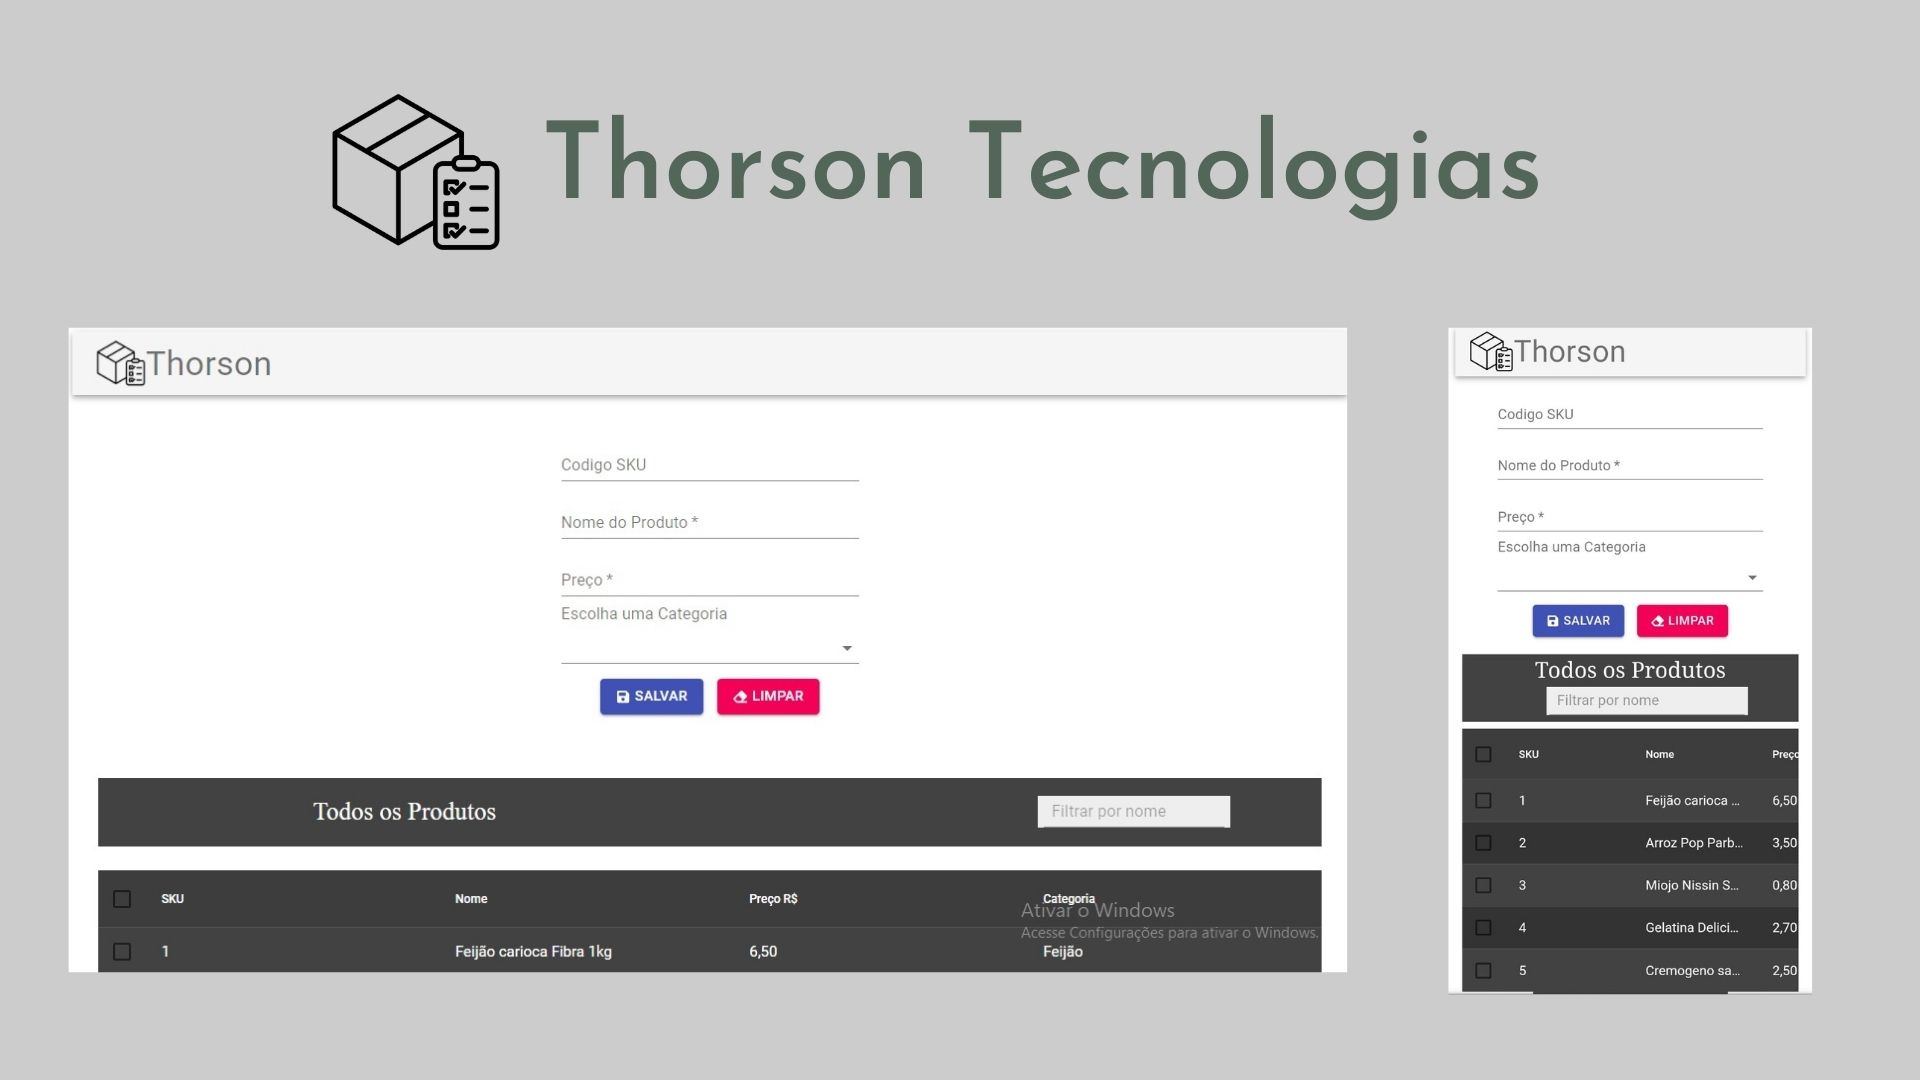 Thorson Tecnologias
Thorson
Codigo SKU
Nome do Produto *
Preço *
Escolha uma Categoria
SALVAR LIMPAR
Todos os Produtos Filtrar por nome
SKU Nome Preço R$ Categoria
Ativar o Windows
Acesse Configurações para ativar o Windows.
1 Feijão carioca Fibra 1kg 6,50 Feijão
Thorson
Codigo SKU
Nome do Produto *
Preço *
Escolha uma Categoria
SALVAR LIMPAR
Todos os Produtos
Filtrar por nome
SKU Nome Preço
1 Feijão carioca ... 6,50
2 Arroz Pop Parb... 3,50
3 Miojo Nissin S... 0,80
4 Gelatina Delici... 2,70
5 Cremogeno sa... 2,50